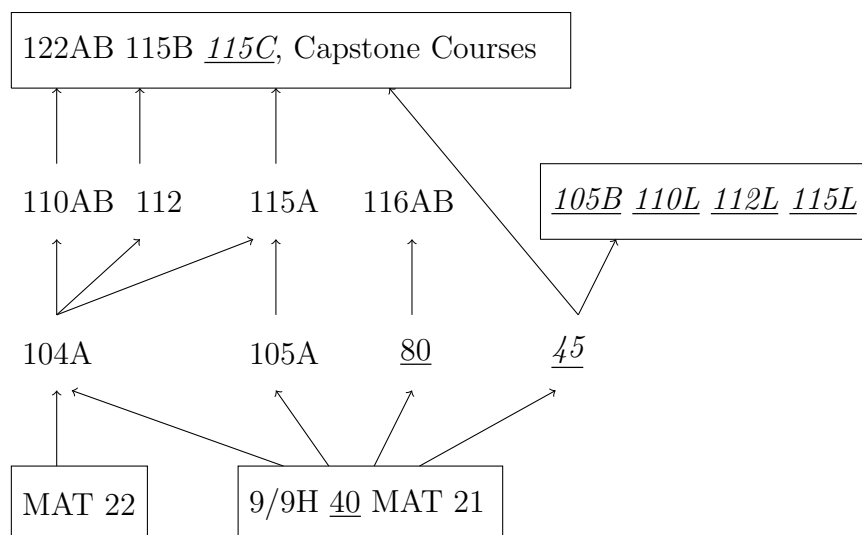 122AB 115B 115C, Capstone Courses
110AB 112 115A 116AB 105B 110L 112L 115L
104A 105A 80 45
MAT 22 9/9H 40 MAT 21